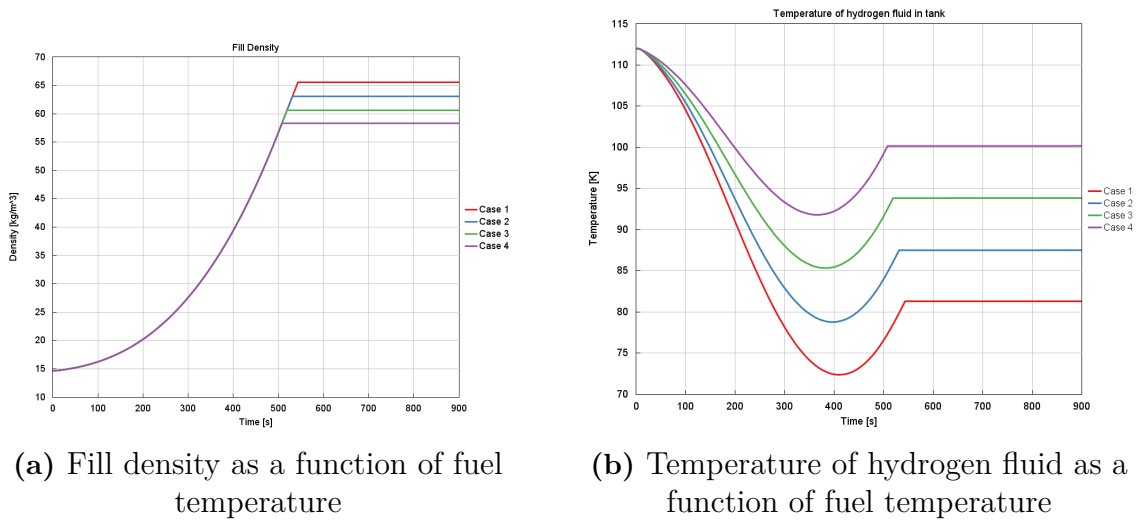 Fill Density
70
65
60
55
50
45
40
35
30
25
20
15
10
Density [kg/m^3]
0 100 200 300 400 500 600 700 800 900
Time [s]
Case 1
Case 2
Case 3
Case 4
Temperature of hydrogen fluid in tank
115
110
105
100
95
90
85
80
75
70
Temperature [K]
0 100 200 300 400 500 600 700 800 900
Time [s]
Case 1
Case 2
Case 3
Case 4
(a) Fill density as a function of fuel
temperature
(b) Temperature of hydrogen fluid as a
function of fuel temperature